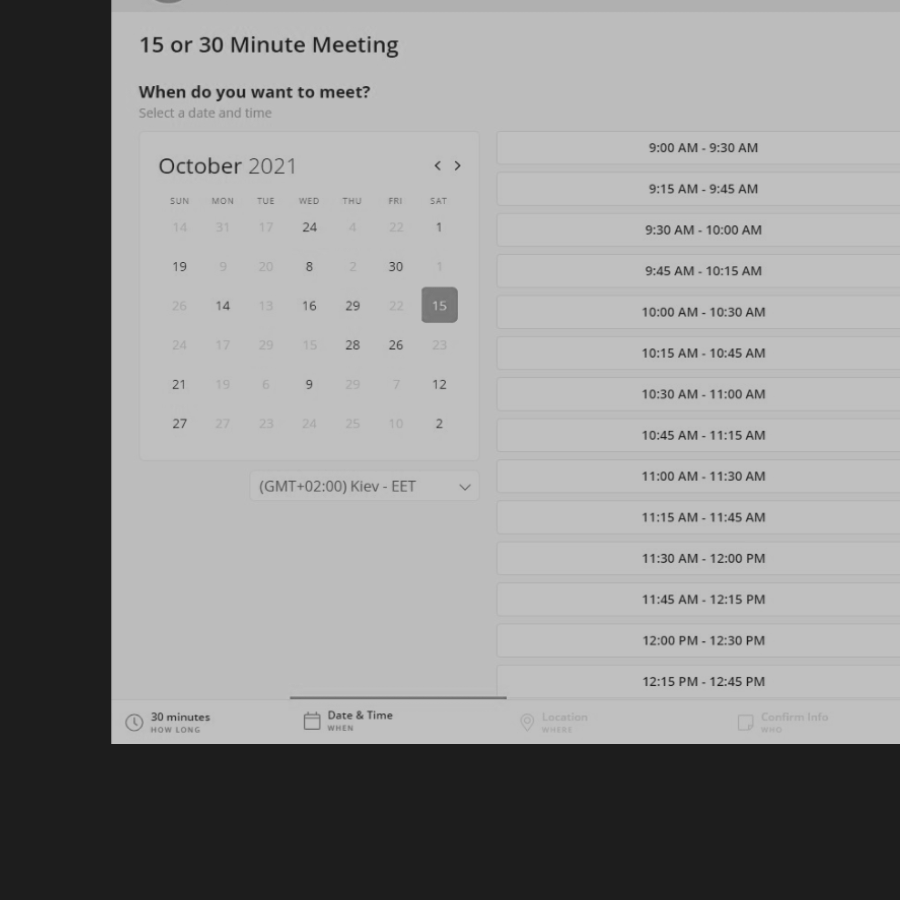 15 or 30 Minute Meeting
When do you want to meet?
Select a date and time
October 2021
SUN MON TUE WED THU FRI SAT
14 31 17 24 4 22 1
19 9 20 8 2 30 1
26 14 13 16 29 22 15
24 17 29 15 28 26 23
21 19 6 9 29 7 12
27 27 23 24 25 10 2
(GMT+02:00) Kiev - EET
9:00 AM - 9:30 AM
9:15 AM - 9:45 AM
9:30 AM - 10:00 AM
9:45 AM - 10:15 AM
10:00 AM - 10:30 AM
10:15 AM - 10:45 AM
10:30 AM - 11:00 AM
10:45 AM - 11:15 AM
11:00 AM - 11:30 AM
11:15 AM - 11:45 AM
11:30 AM - 12:00 PM
11:45 AM - 12:15 PM
12:00 PM - 12:30 PM
12:15 PM - 12:45 PM
30 minutes
HOW LONG
Date & Time
WHEN
Location
WHERE
Confirm Info
WHO